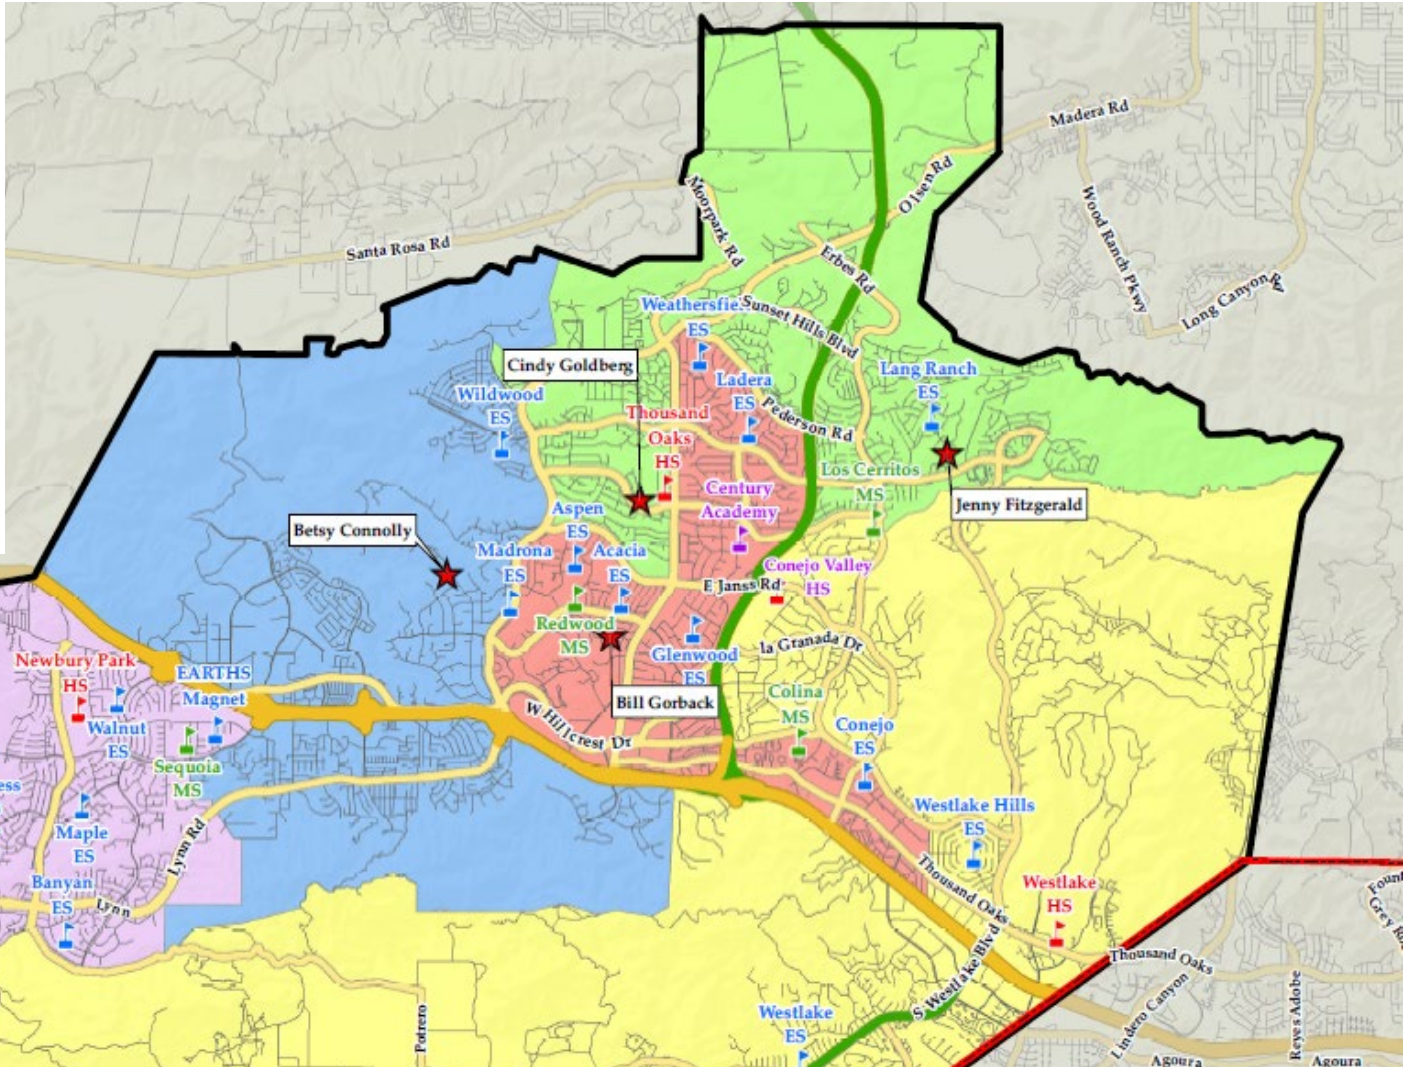 Madera Rd
Olsen Rd
Moorpark Rd
Wood Ranch Pkwy
Santa Rosa Rd
Erbes Rd
Long Canyon
Weathersfie
ES
Sunset Hills Blvd
Cindy Goldberg
Lang Ranch
ES
Ladera
ES
Wildwood
ES
Pederson Rd
Thousand
Oaks
HS
Los Cerritos
MS
Century
Academy
Jenny Fitzgerald
Aspen
ES
Betsy Connolly
Madrona
ES
Acacia
ES
Conejo Valley
HS
E Janss Rd
Redwood
MS
la Granada Dr
Glenwood
ES
Newbury Park
HS
EARTHS
Magnet
Bill Gorback
Colina
MS
Walnut
ES
W Hillcrest Dr
Conejo
ES
Sequoia
MS
ess
Westlake Hills
ES
Maple
ES
Lynn Rd
Banyan
ES
Lynn
Thousand Oaks
Westlake
HS
Grey R
S Westlake Blvd
Thousand Oaks
Lindero Canyon
Reyes Adobe
Potrero
Westlake
ES
Agoura
Agoura